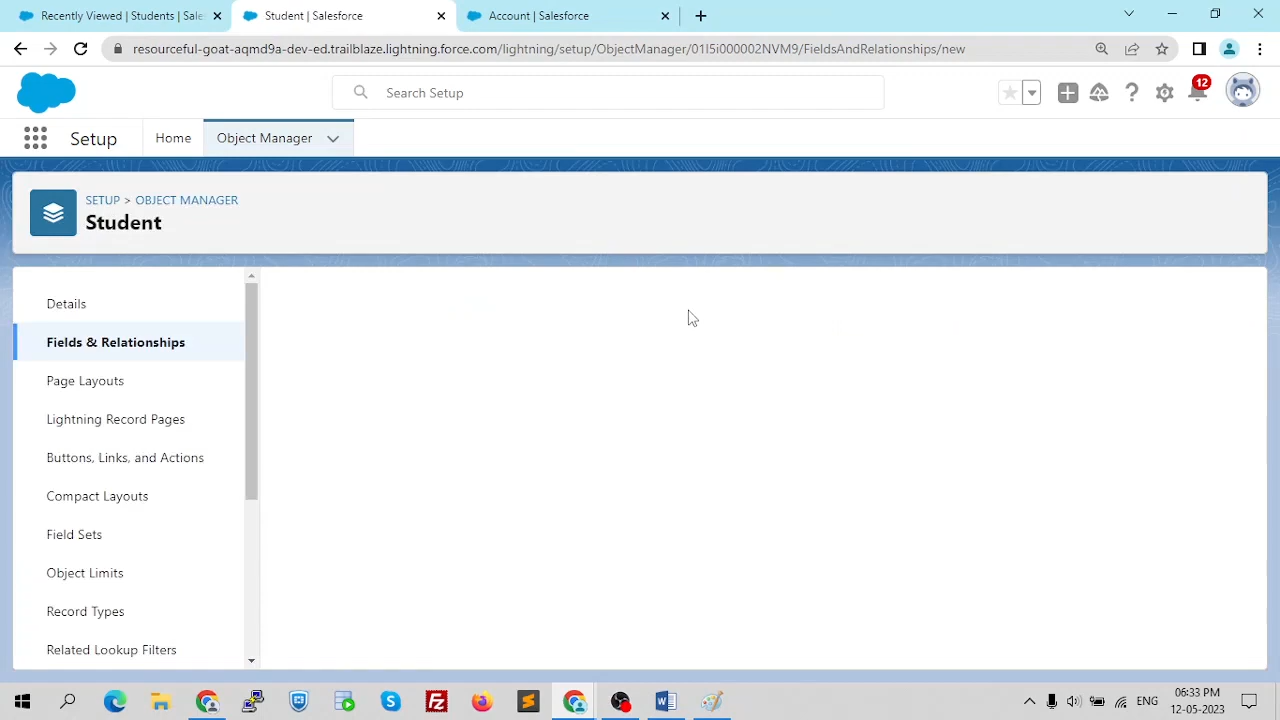 Recently Viewed | Students | Sale
Student | Salesforce
Account | Salesforce
resourceful-goat-aqmd9a-dev-ed.trailblaze.lightning.force.com/lightning/setup/ObjectManager/01I5i000002NVM9/FieldsAndRelationships/new
Search Setup
12
Setup
Home
Object Manager
SETUP > OBJECT MANAGER
Student
Details
Fields & Relationships
Page Layouts
Lightning Record Pages
Buttons, Links, and Actions
Compact Layouts
Field Sets
Object Limits
Record Types
Related Lookup Filters
06:33 PM
12-05-2023